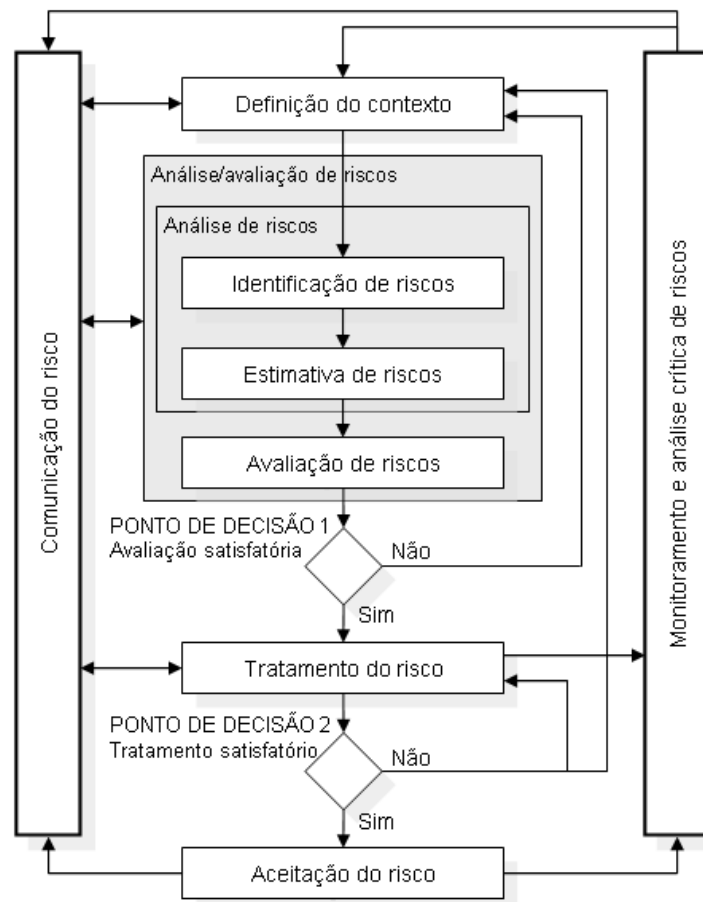 Definição do contexto
Análise/avaliação de riscos
Análise de riscos
Identificação de riscos
Estimativa de riscos
Avaliação de riscos
PONTO DE DECISÃO 1
Avaliação satisfatória
Não
Sim
Tratamento do risco
PONTO DE DECISÃO 2
Tratamento satisfatório
Não
Sim
Aceitação do risco
Comunicação do risco
Monitoramento e análise crítica de riscos